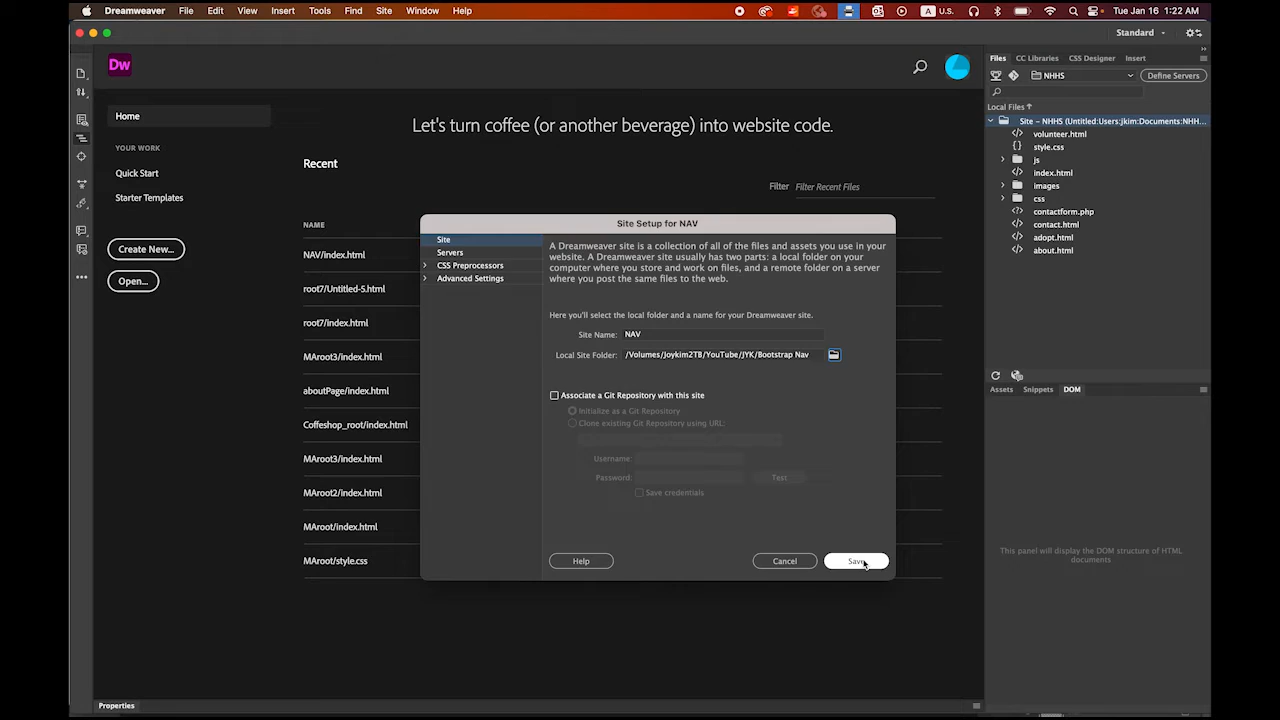 Dreamweaver File Edit View Insert Tools Find Site Window Help
A U.S. Tue Jan 16 1:22 AM
Standard
Dw
Files CC Libraries CSS Designer Insert
NHHS Define Servers
Local Files
Site – NHHS (Untitled:Users:jkim:Documents:NHH...
volunteer.html
style.css
js
index.html
images
css
contactform.php
contact.html
adopt.html
about.html
Assets Snippets DOM
This panel will display the DOM structure of HTML
documents
Home
YOUR WORK
Quick Start
Starter Templates
Create New...
Open...
Let's turn coffee (or another beverage) into website code.
Recent
Filter Filter Recent Files
NAME
NAV/index.html
root7/Untitled-5.html
root7/index.html
MAroot3/index.html
aboutPage/index.html
Coffeshop_root/index.html
MAroot3/index.html
MAroot2/index.html
MAroot/index.html
MAroot/style.css
Site Setup for NAV
Site
Servers
CSS Preprocessors
Advanced Settings
A Dreamweaver site is a collection of all of the files and assets you use in your
website. A Dreamweaver site usually has two parts: a local folder on your
computer where you store and work on files, and a remote folder on a server
where you post the same files to the web.
Here you'll select the local folder and a name for your Dreamweaver site.
Site Name: NAV
Local Site Folder: /Volumes/Joykim2TB/YouTube/JYK/Bootstrap Nav
Associate a Git Repository with this site
Initialize as a Git Repository
Clone existing Git Repository using URL:
Username:
Password: Test
Save credentials
Help Cancel Save
Properties